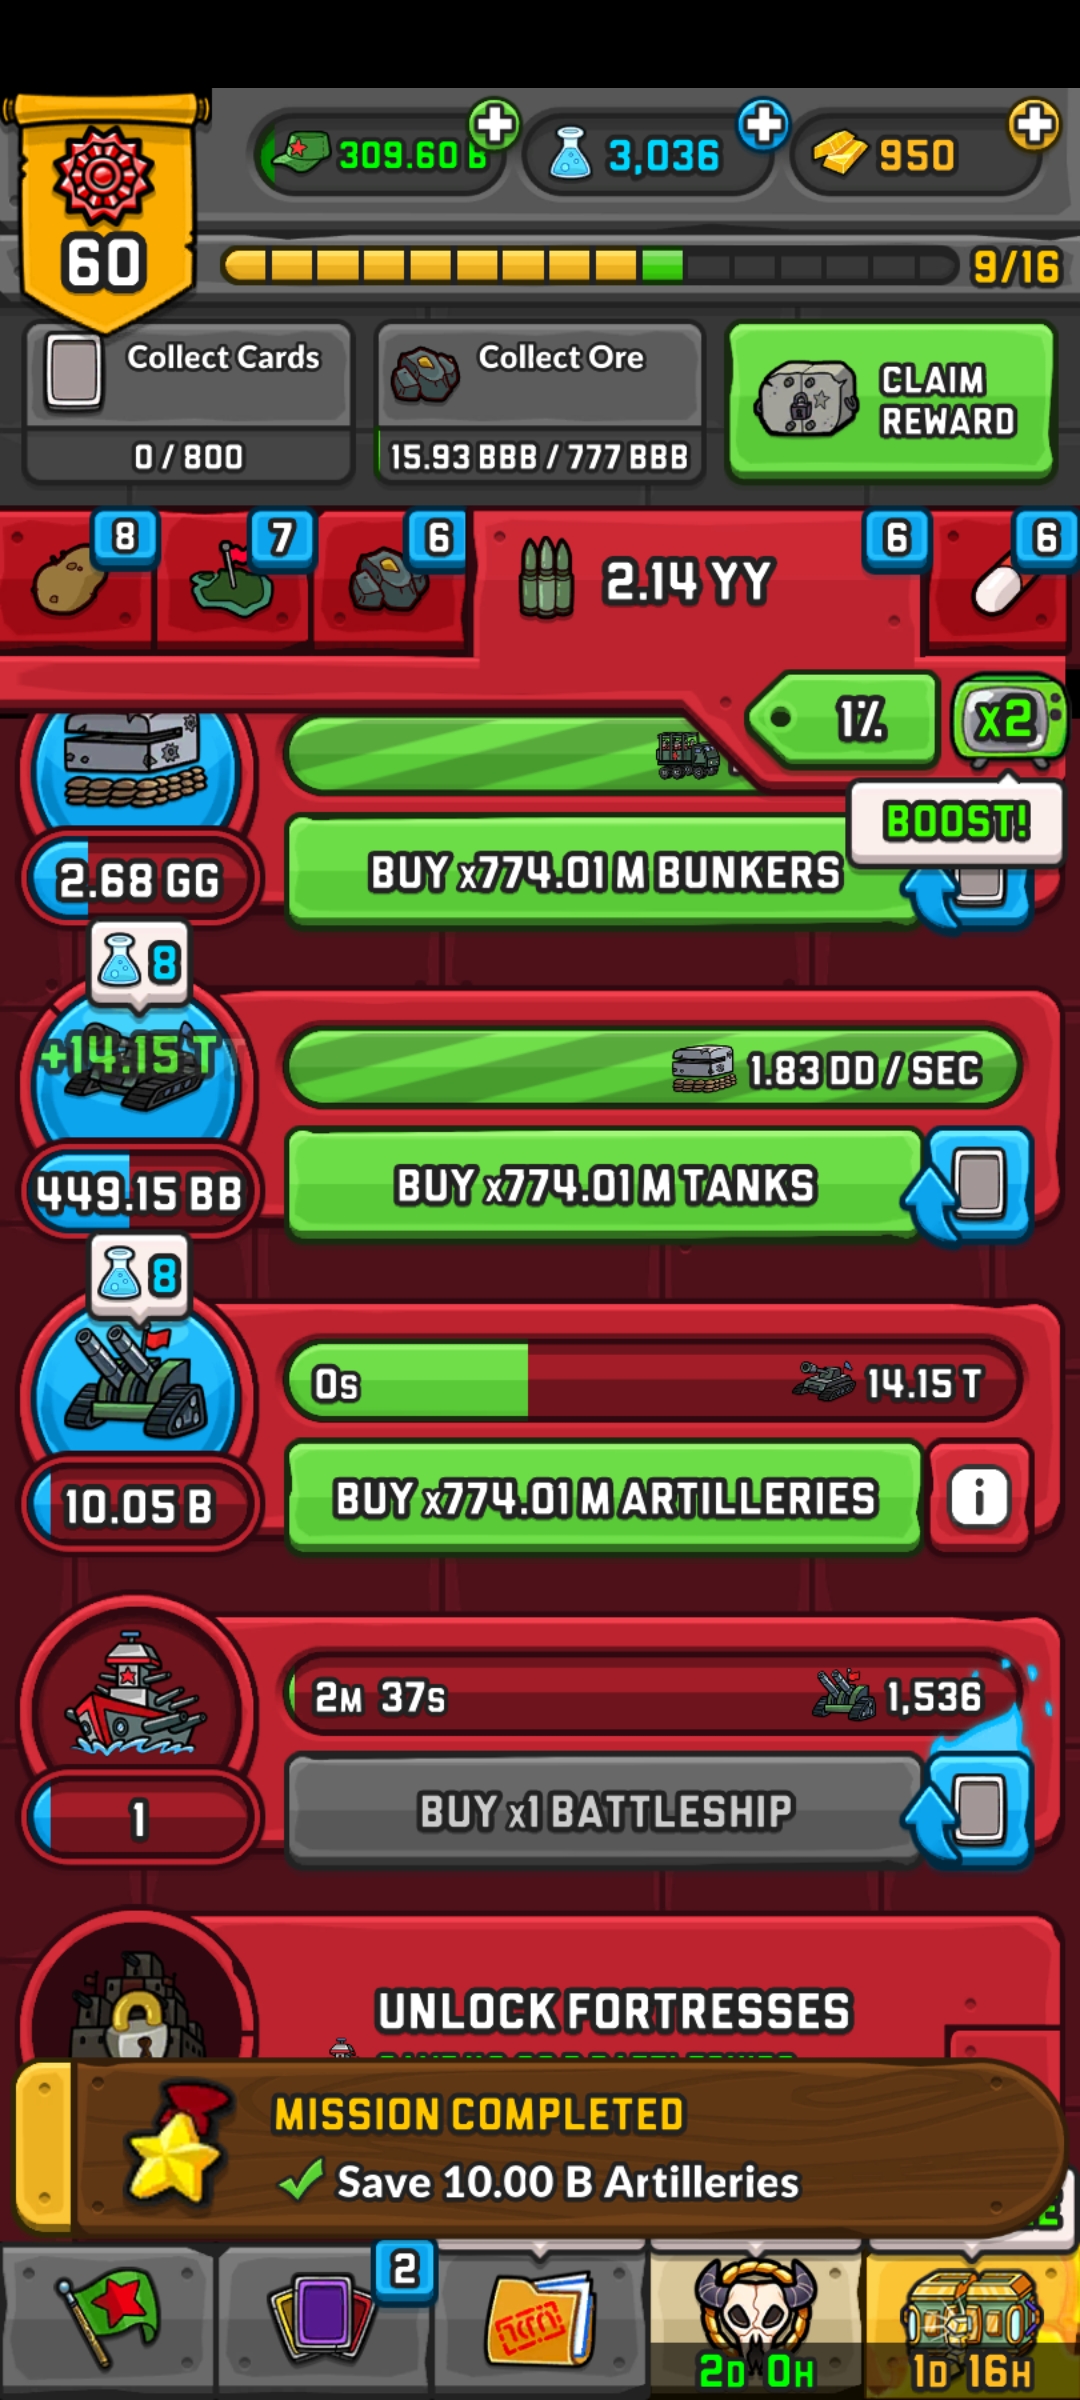 309.60 B
3,036
950
60
9/16
Collect Cards
0 / 800
Collect Ore
15.93 BBB / 777 BBB
CLAIM
REWARD
8
7
6
2.14 YY
6
6
1%
x2
BOOST!
2.68 GG
BUY x774.01 M BUNKERS
8
+14.15 T
1.83 DD / SEC
449.15 BB
BUY x774.01 M TANKS
8
0s
14.15 T
10.05 B
BUY x774.01 M ARTILLERIES
i
2M 37s
1,536
1
BUY x1 BATTLESHIP
UNLOCK FORTRESSES
MISSION COMPLETED
Save 10.00 B Artilleries
2
2D 0H
1D 16H